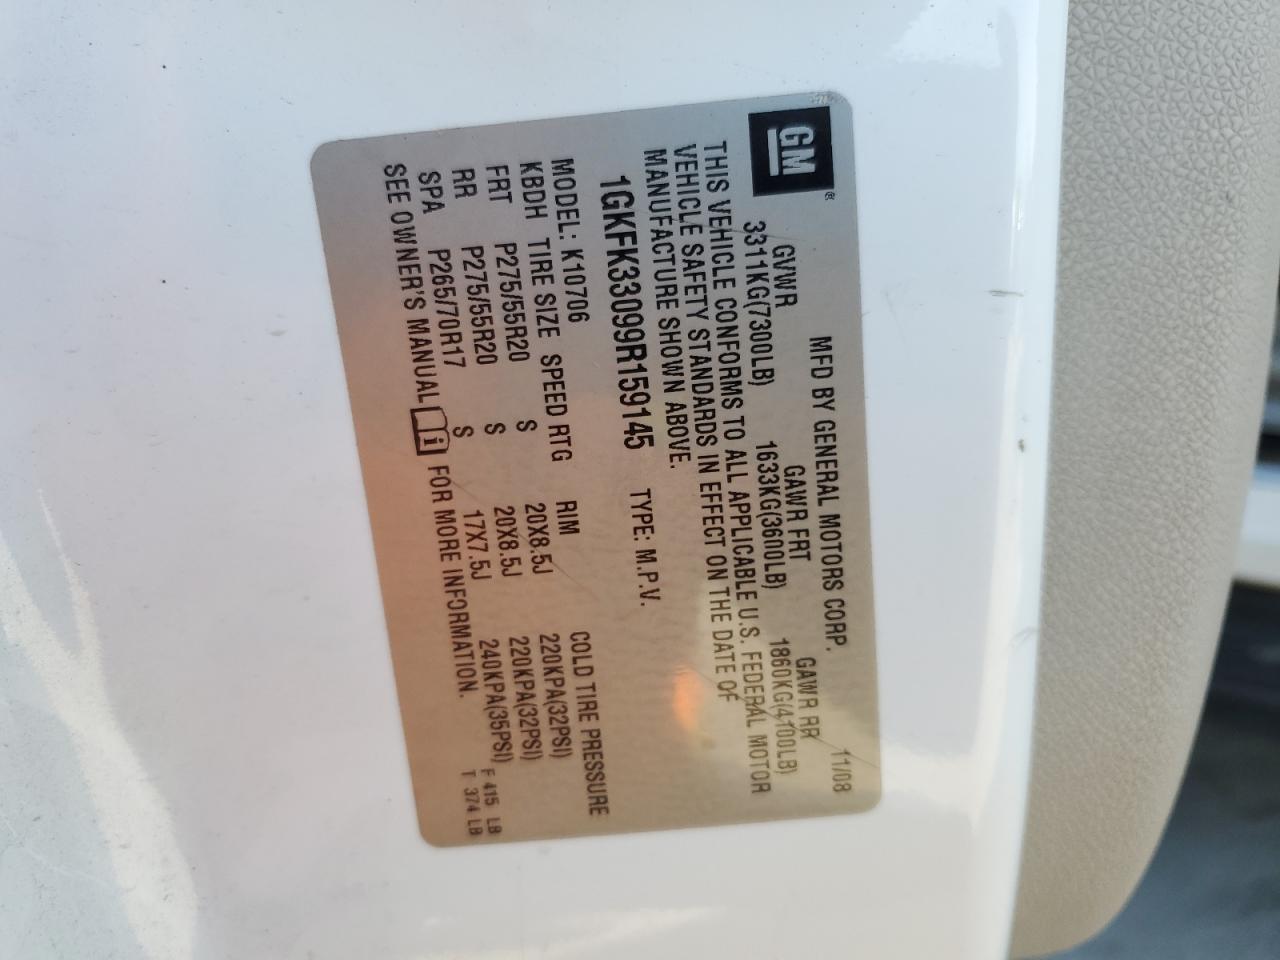 GM
MFD BY GENERAL MOTORS CORP. 11/08
GVWR GAWR FRT GAWR RR
3311KG(7300LB) 1633KG(3600LB) 1860KG(4100LB)
THIS VEHICLE CONFORMS TO ALL APPLICABLE U.S. FEDERAL MOTOR
VEHICLE SAFETY STANDARDS IN EFFECT ON THE DATE OF
MANUFACTURE SHOWN ABOVE.
1GKFK33099R159145 TYPE: M.P.V.
MODEL: K10706
KBDH TIRE SIZE SPEED RTG RIM COLD TIRE PRESSURE
FRT P275/55R20 S 20X8.5J 220KPA(32PSI)
RR P275/55R20 S 20X8.5J 220KPA(32PSI)
SPA P265/70R17 S 17X7.5J 240KPA(35PSI) F 415 LB
SEE OWNER'S MANUAL FOR MORE INFORMATION. T 374 LB